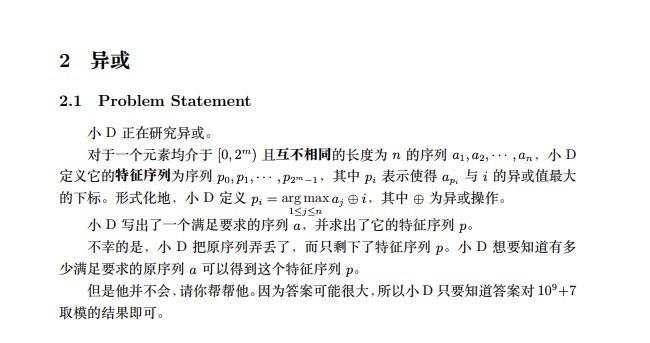 2 异或
2.1 Problem Statement
小 D 正在研究异或。
对于一个元素均介于 [0, 2^m) 且互不相同的长度为 n 的序列 a_1, a_2, ⋯ , a_n，小 D
定义它的特征序列为序列 p_0, p_1, ⋯ , p_{2^m−1}，其中 p_i 表示使得 a_{p_i} 与 i 的异或值最大
的下标。形式化地，小 D 定义 p_i = arg max_{1≤j≤n} a_j ⊕ i，其中 ⊕ 为异或操作。
小 D 写出了一个满足要求的序列 a，并求出了它的特征序列 p。
不幸的是，小 D 把原序列弄丢了，而只剩下了特征序列 p。小 D 想要知道有多
少满足要求的原序列 a 可以得到这个特征序列 p。
但是他并不会，请你帮帮他。因为答案可能很大，所以小 D 只要知道答案对 10^9+7
取模的结果即可。